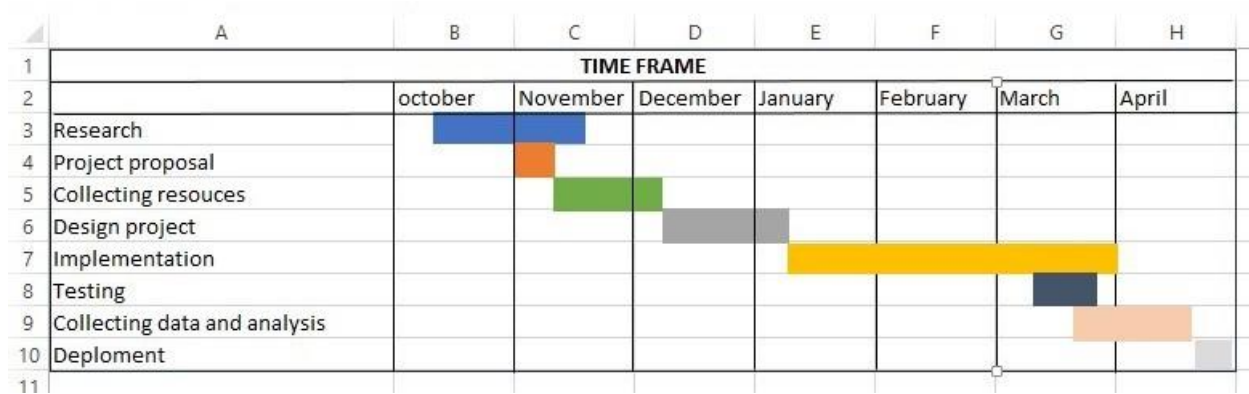 A B C D E F G H
1 TIME FRAME
2 october November December January February March April
3 Research
4 Project proposal
5 Collecting resouces
6 Design project
7 Implementation
8 Testing
9 Collecting data and analysis
10 Deploment
11